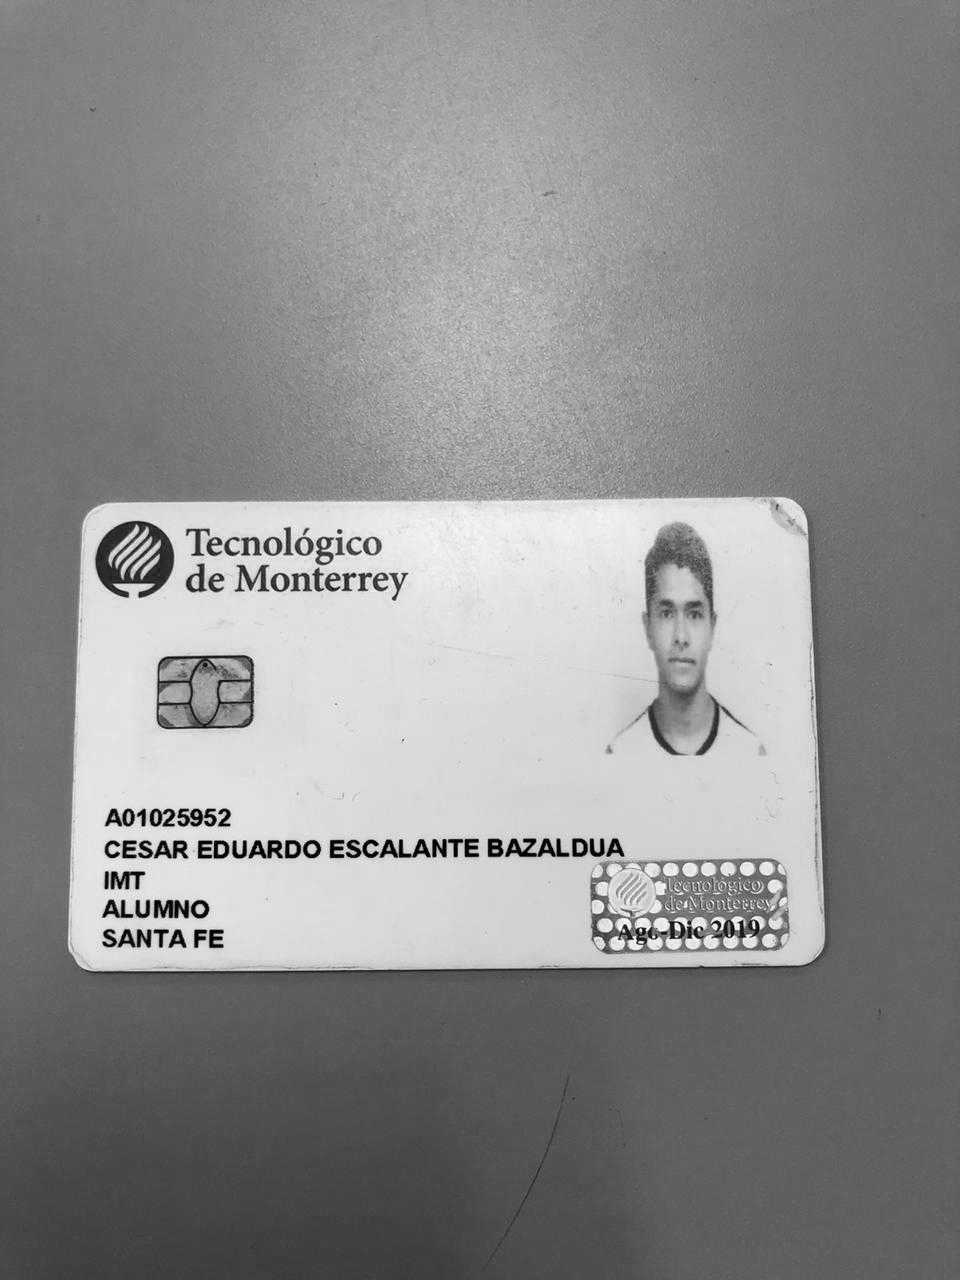 Tecnológico
de Monterrey
A01025952
CESAR EDUARDO ESCALANTE BAZALDUA
IMT
ALUMNO
SANTA FE
Tecnológico
de Monterrey
Ago-Dic 2019